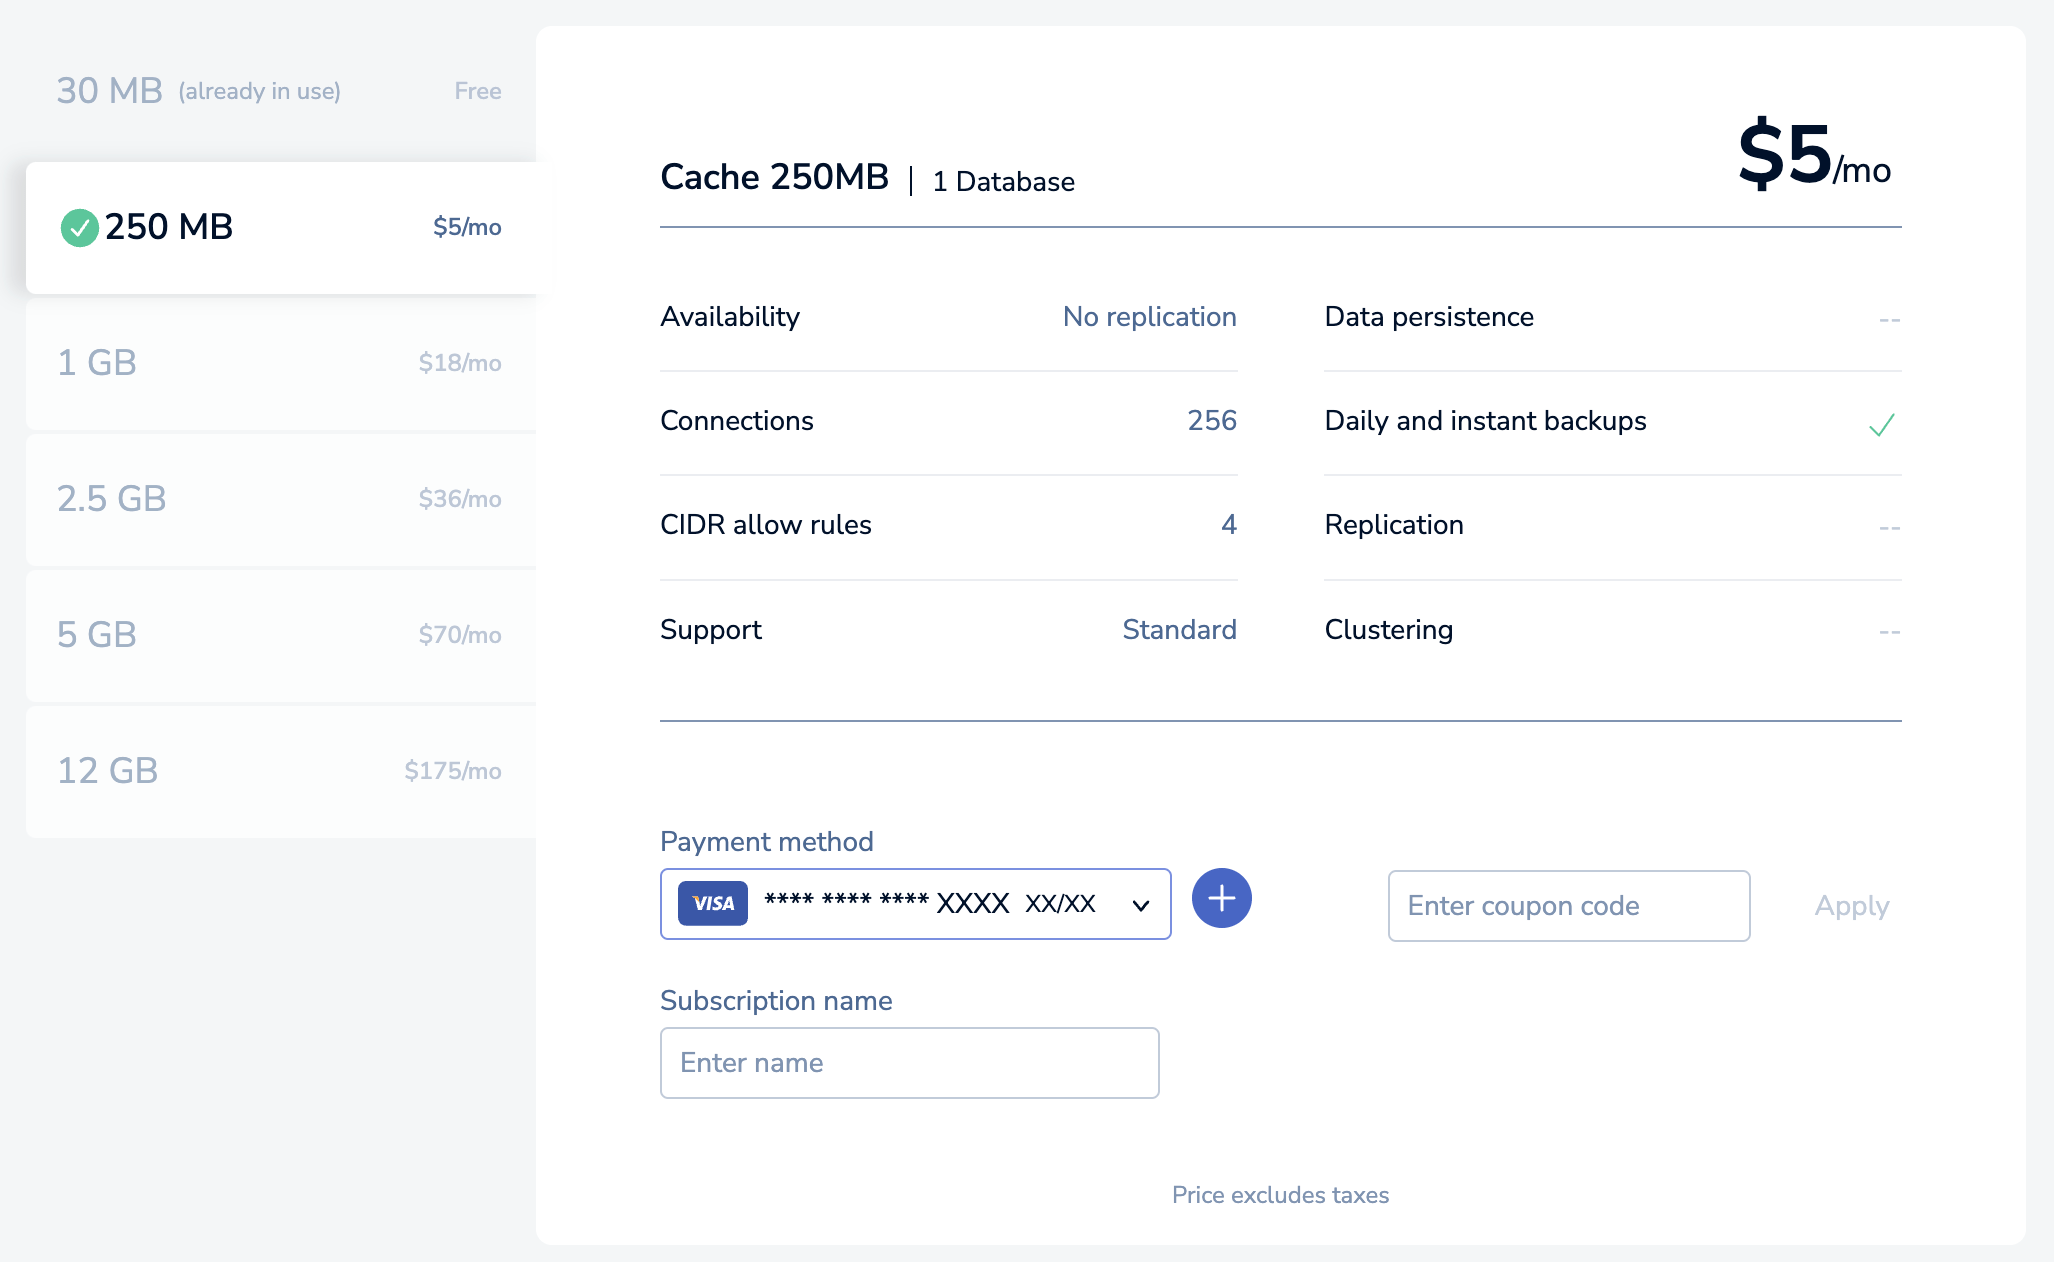 30 MB (already in use) Free
250 MB $5/mo
1 GB $18/mo
2.5 GB $36/mo
5 GB $70/mo
12 GB $175/mo
Cache 250MB | 1 Database $5/mo
Availability No replication
Connections 256
CIDR allow rules 4
Support Standard
Data persistence --
Daily and instant backups
Replication --
Clustering --
Payment method
VISA **** **** **** XXXX XX/XX
Enter coupon code Apply
Subscription name
Enter name
Price excludes taxes